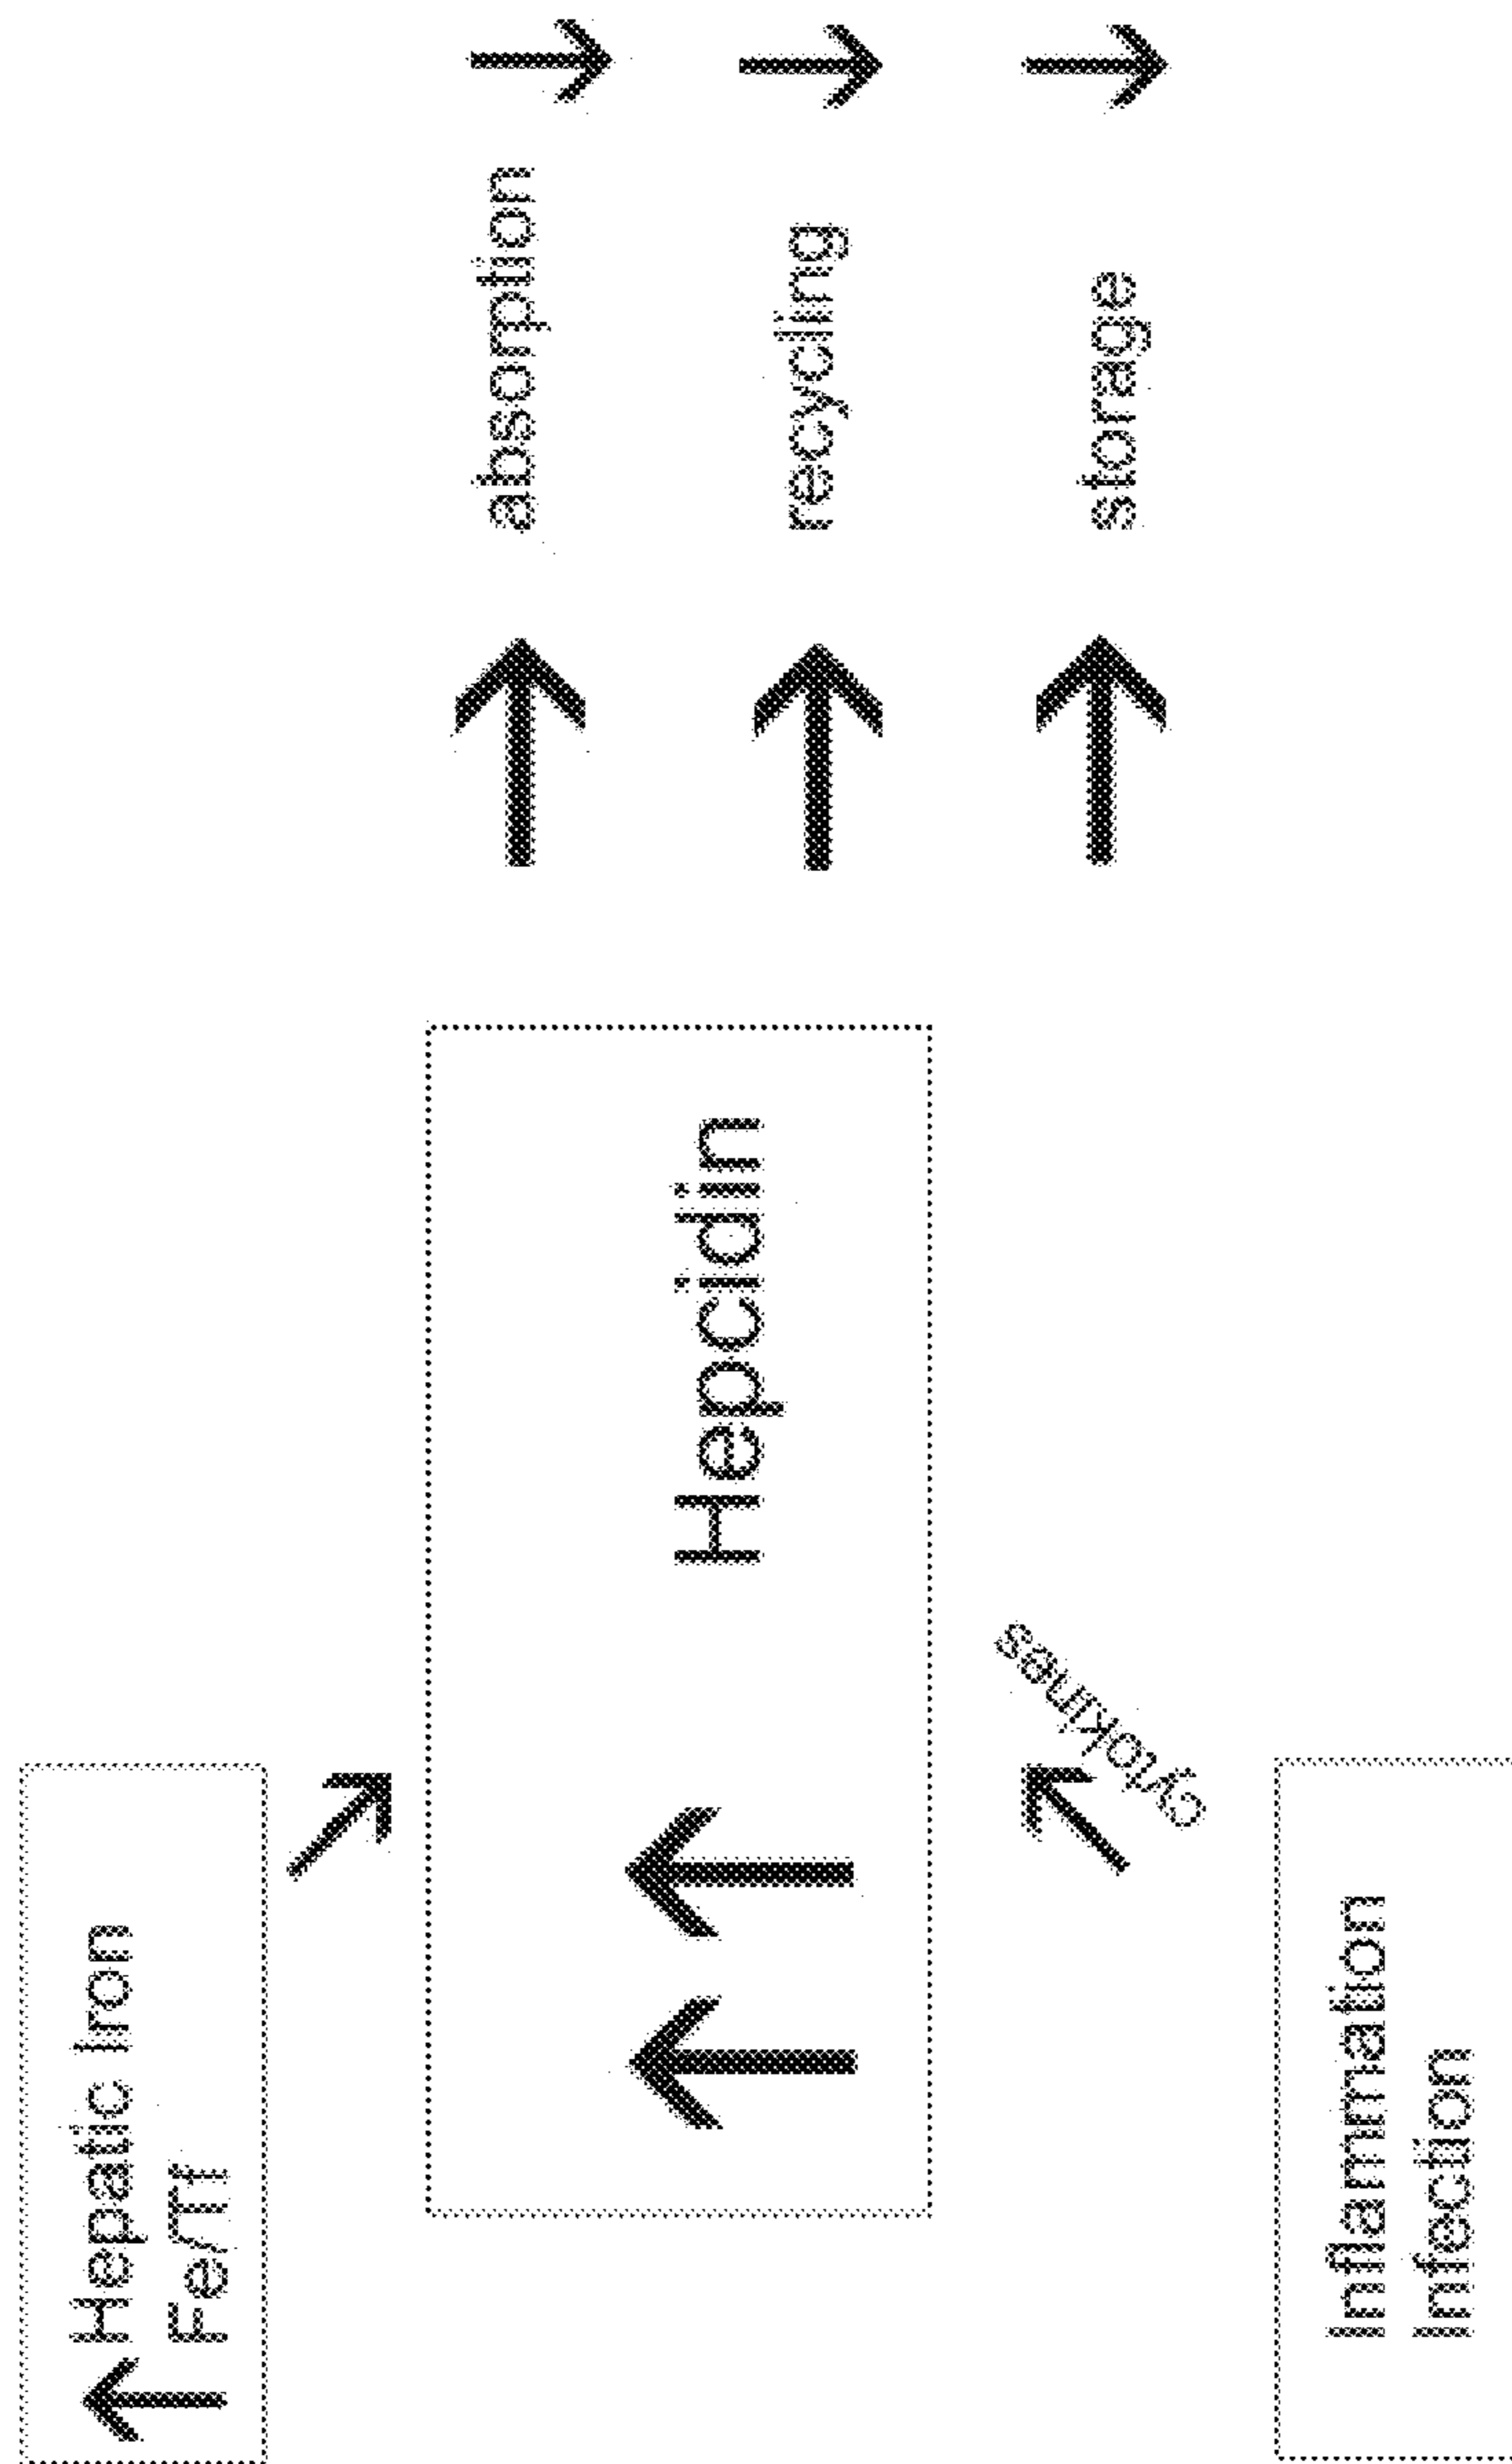 Hepatic Iron
Fe/Tf
Hepcidin
absorption
recycling
storage
cytokines
Inflammation
Infection